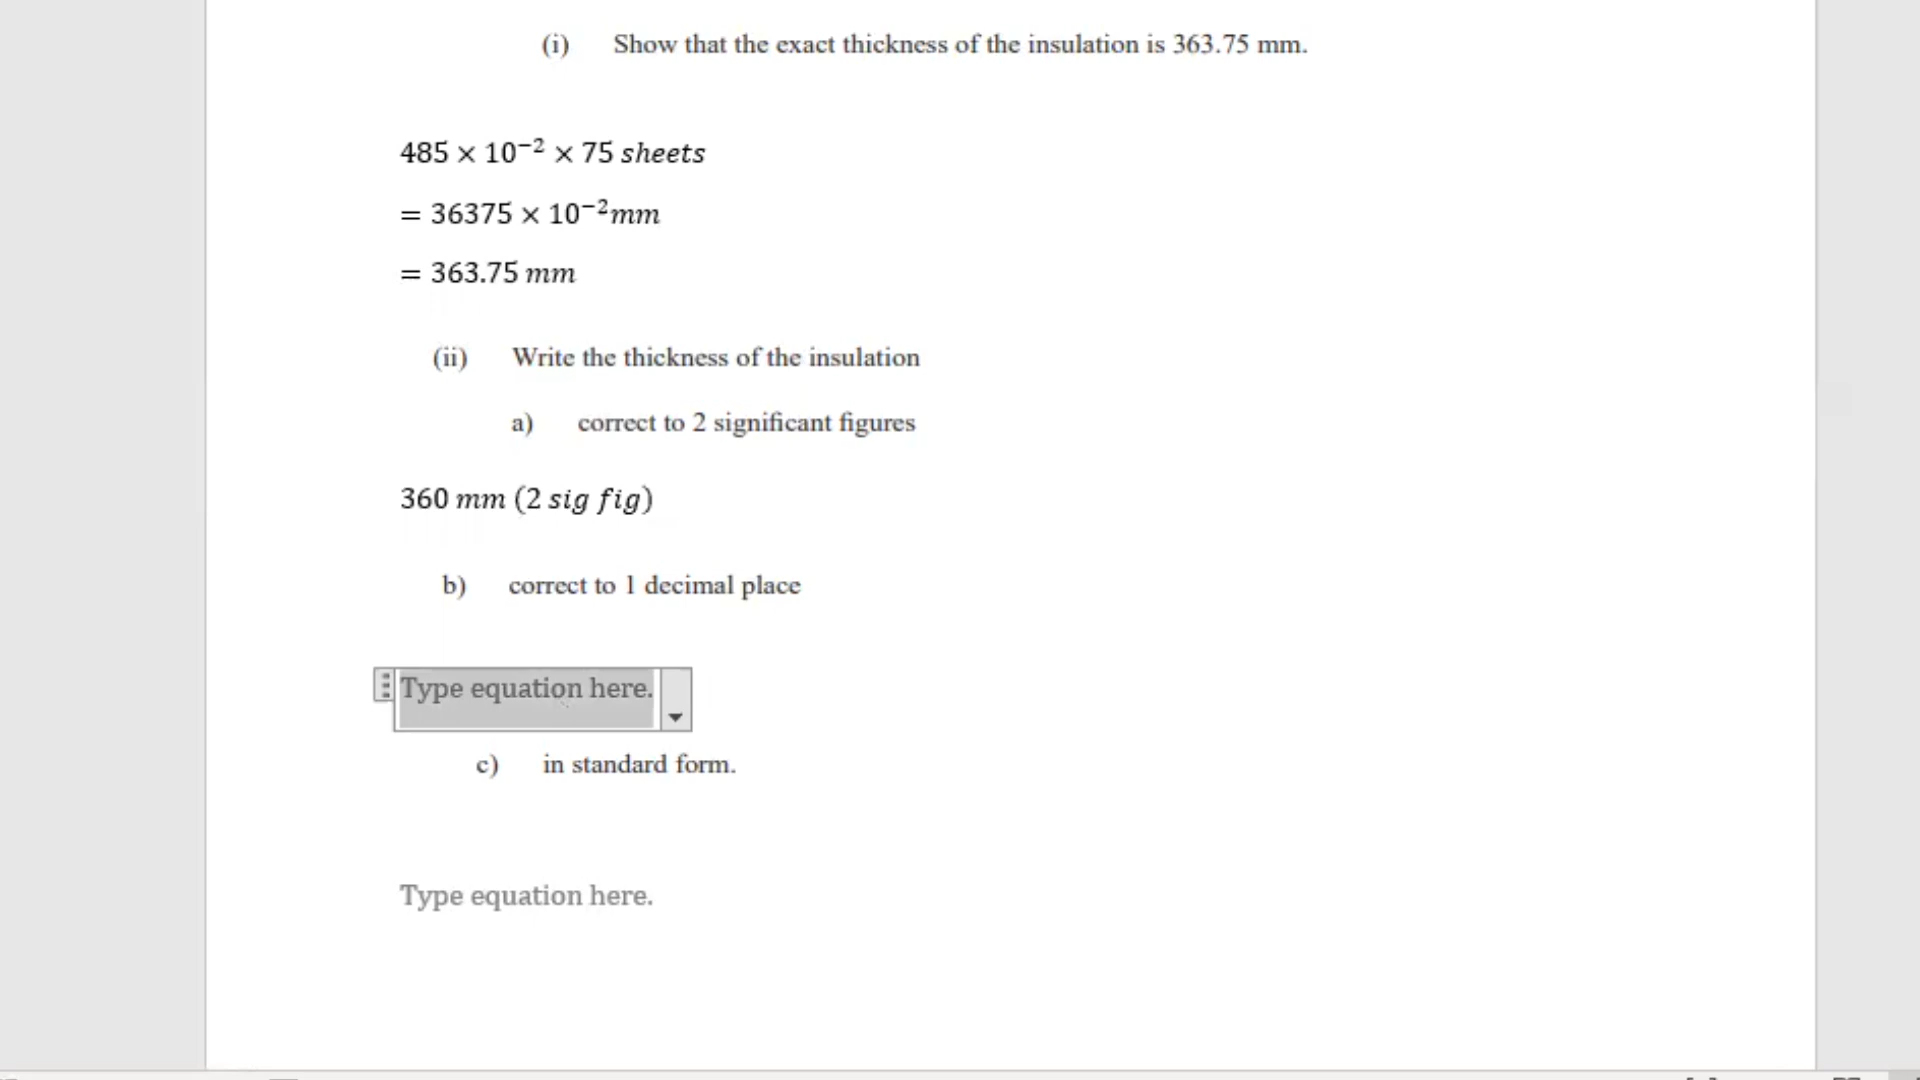 (i) Show that the exact thickness of the insulation is 363.75 mm.
485 × 10⁻² × 75 sheets
= 36375 × 10⁻²mm
= 363.75 mm
(ii) Write the thickness of the insulation
a) correct to 2 significant figures
360 mm (2 sig fig)
b) correct to 1 decimal place
Type equation here.
c) in standard form.
Type equation here.